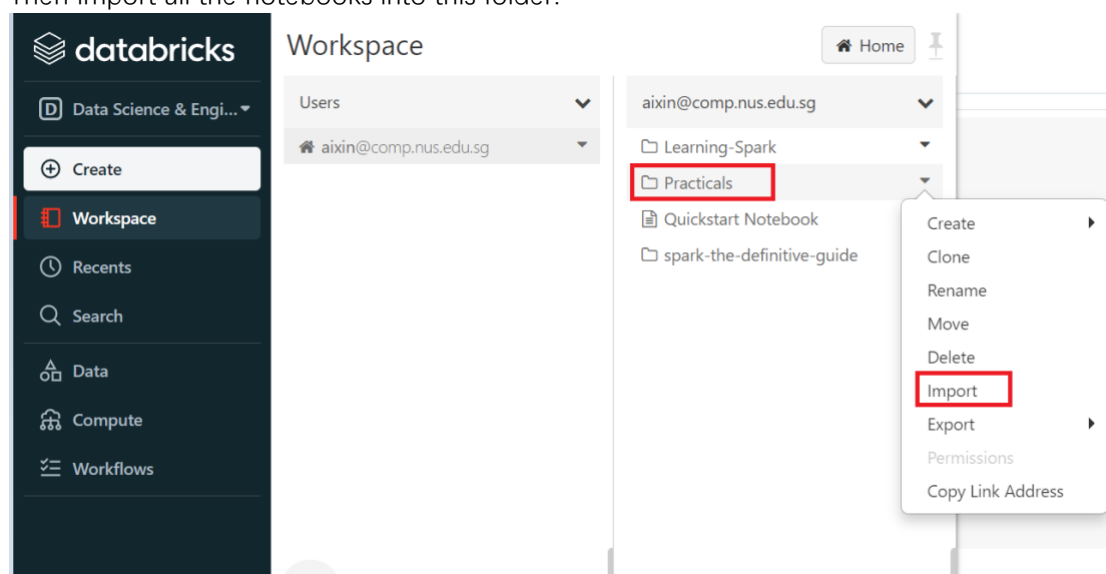 Then import all the notebooks into this folder.
databricks
Workspace
Home
D Data Science & Engi...
Users
aixin@comp.nus.edu.sg
aixin@comp.nus.edu.sg
Learning-Spark
Create
Practicals
Workspace
Quickstart Notebook
Create
Recents
spark-the-definitive-guide
Clone
Rename
Search
Move
Delete
Data
Import
Compute
Export
Permissions
Workflows
Copy Link Address